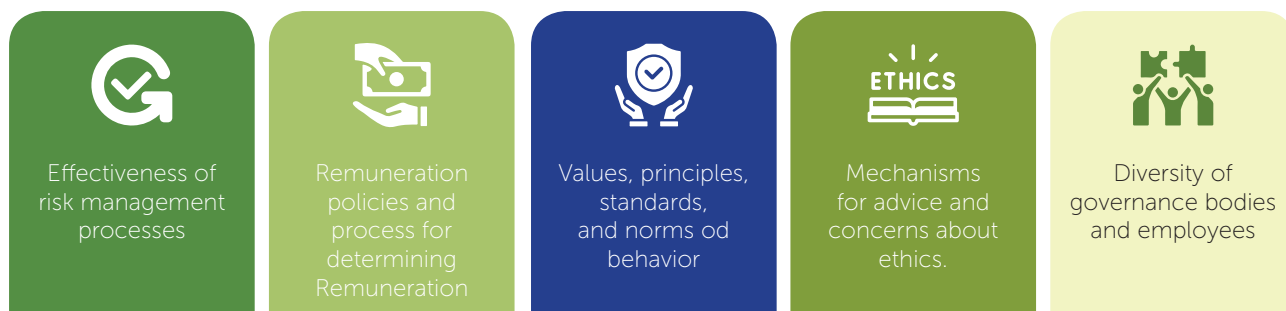 Effectiveness of
risk management
processes
Remuneration
policies and
process for
determining
Remuneration
Values, principles,
standards,
and norms od
behavior
ETHICS
Mechanisms
for advice and
concerns about
ethics.
Diversity of
governance bodies
and employees